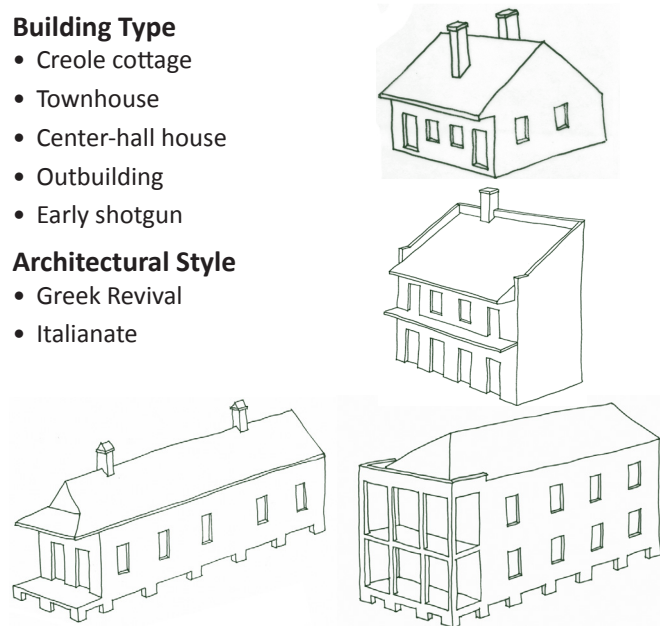 Building Type
• Creole cottage
• Townhouse
• Center-hall house
• Outbuilding
• Early shotgun
Architectural Style
• Greek Revival
• Italianate